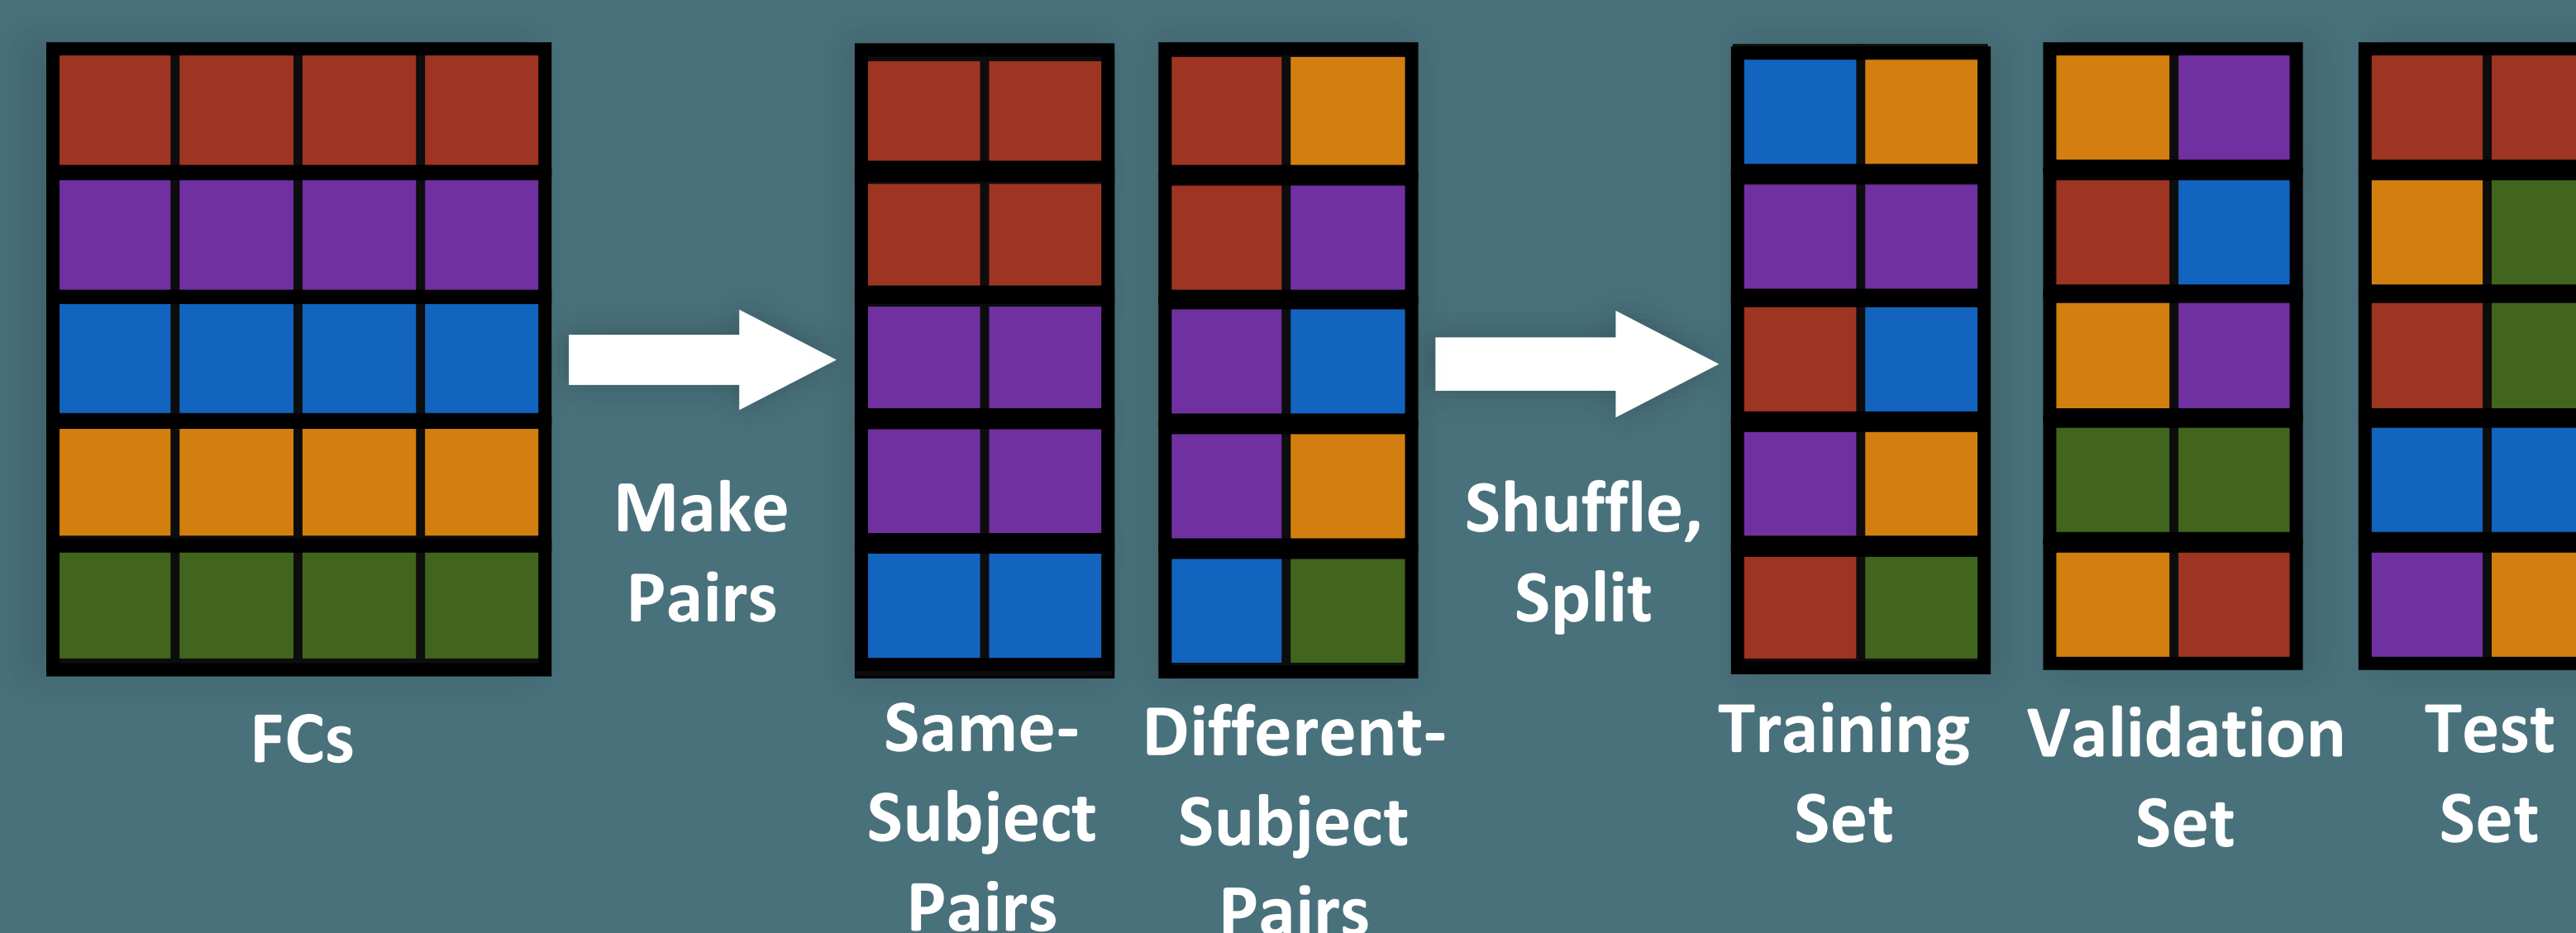 FCs
Make
Pairs
Same-
Subject
Pairs
Different-
Subject
Pairs
Shuffle,
Split
Training
Set
Validation
Set
Test
Set